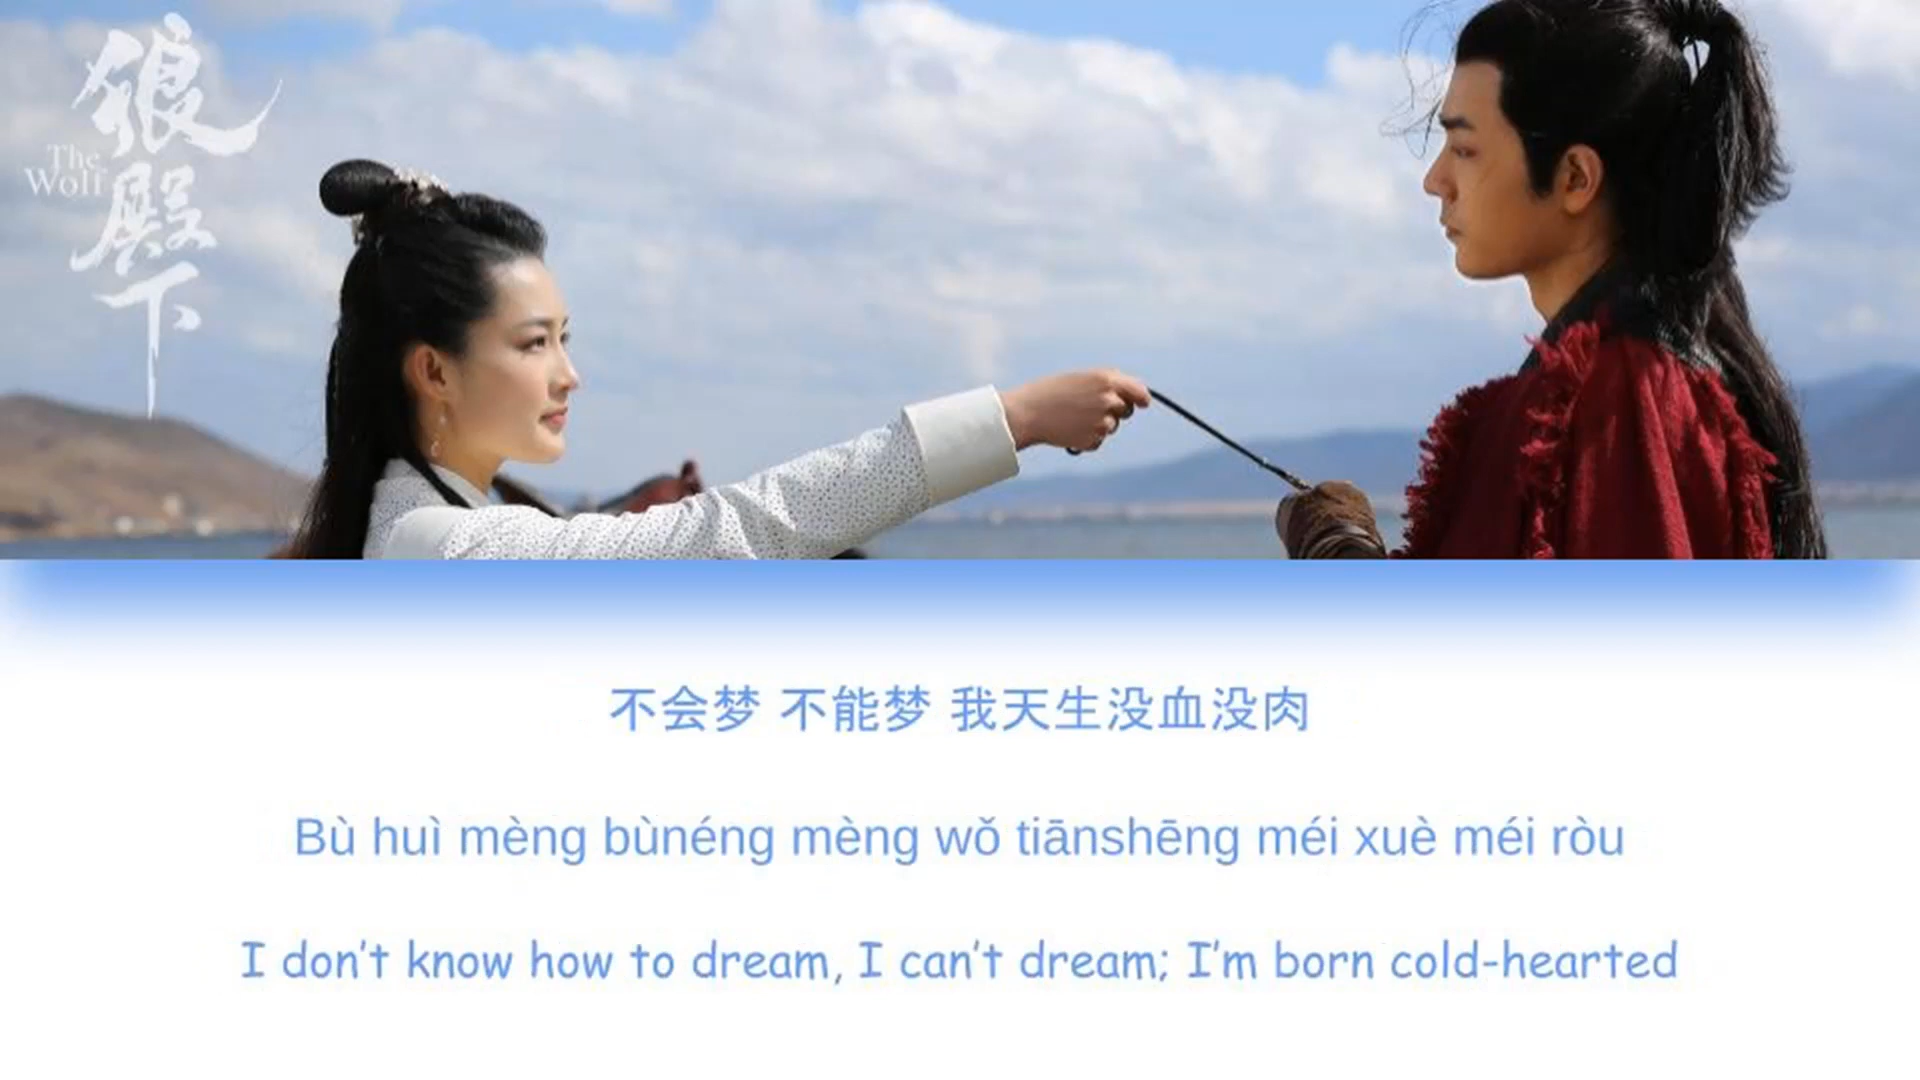 狼殿下
The
Wolf
不会梦 不能梦 我天生没血没肉
Bù huì mèng bùnéng mèng wǒ tiānshēng méi xuè méi ròu
I don't know how to dream, I can't dream; I'm born cold-hearted